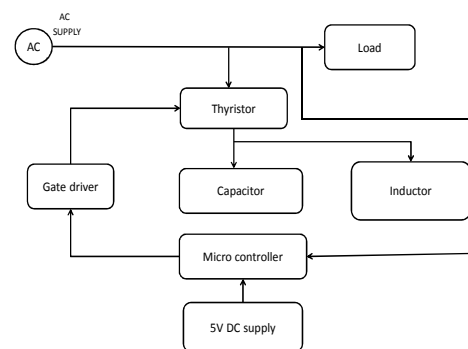 AC
SUPPLY
AC
Load
Thyristor
Gate driver
Capacitor
Inductor
Micro controller
5V DC supply